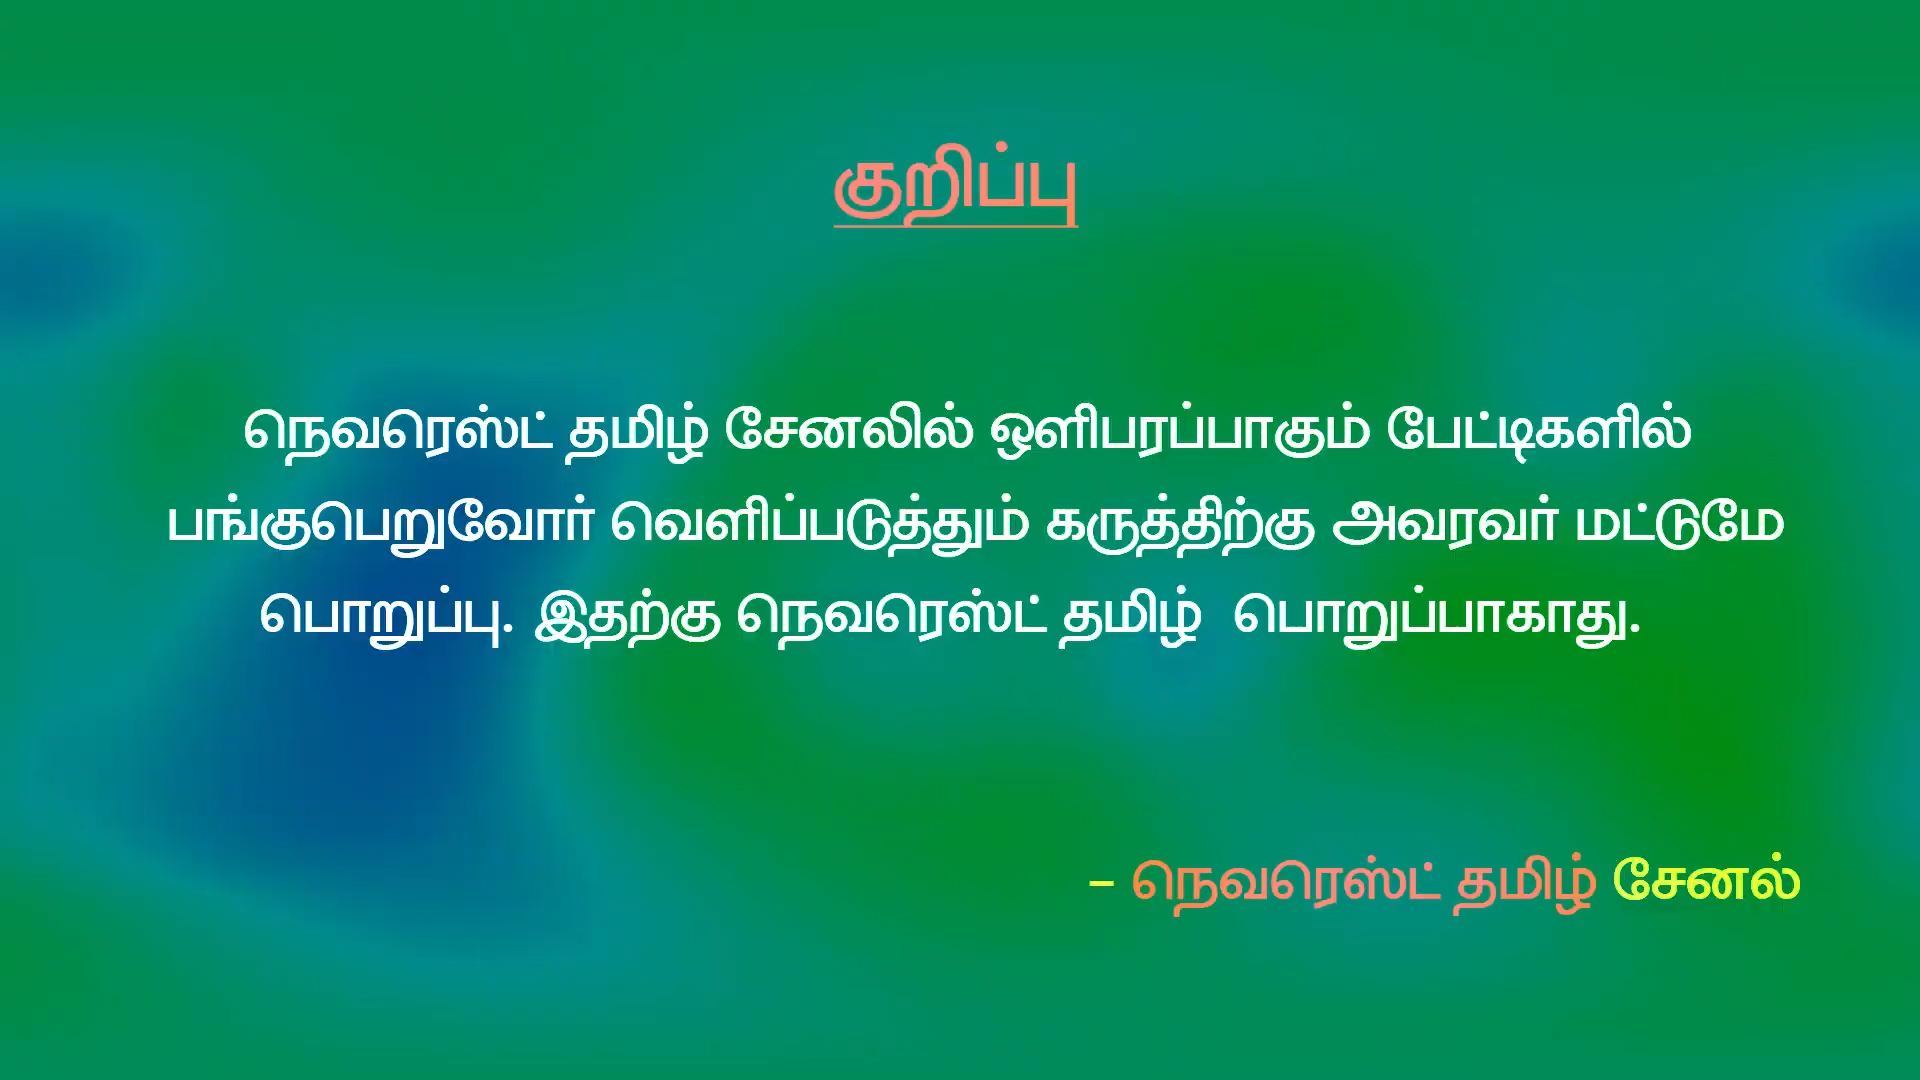 குறிப்பு
நெவரெஸ்ட் தமிழ் சேனலில் ஒளிபரப்பாகும் பேட்டிகளில்
பங்குபெறுவோர் வெளிப்படுத்தும் கருத்திற்கு அவரவர் மட்டுமே
பொறுப்பு. இதற்கு நெவரெஸ்ட் தமிழ் பொறுப்பாகாது.
– நெவரெஸ்ட் தமிழ் சேனல்